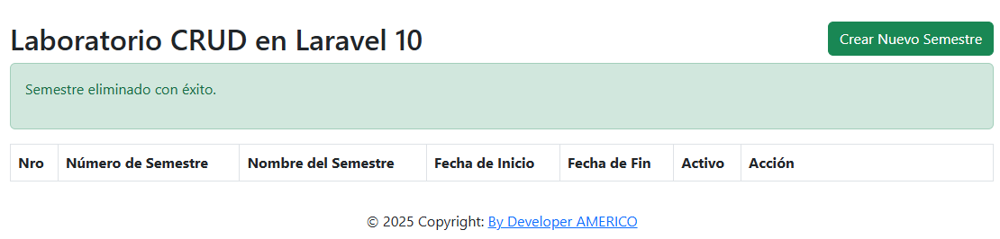 Laboratorio CRUD en Laravel 10
Crear Nuevo Semestre
Semestre eliminado con éxito.
Nro Número de Semestre Nombre del Semestre Fecha de Inicio Fecha de Fin Activo Acción
© 2025 Copyright: By Developer AMERICO